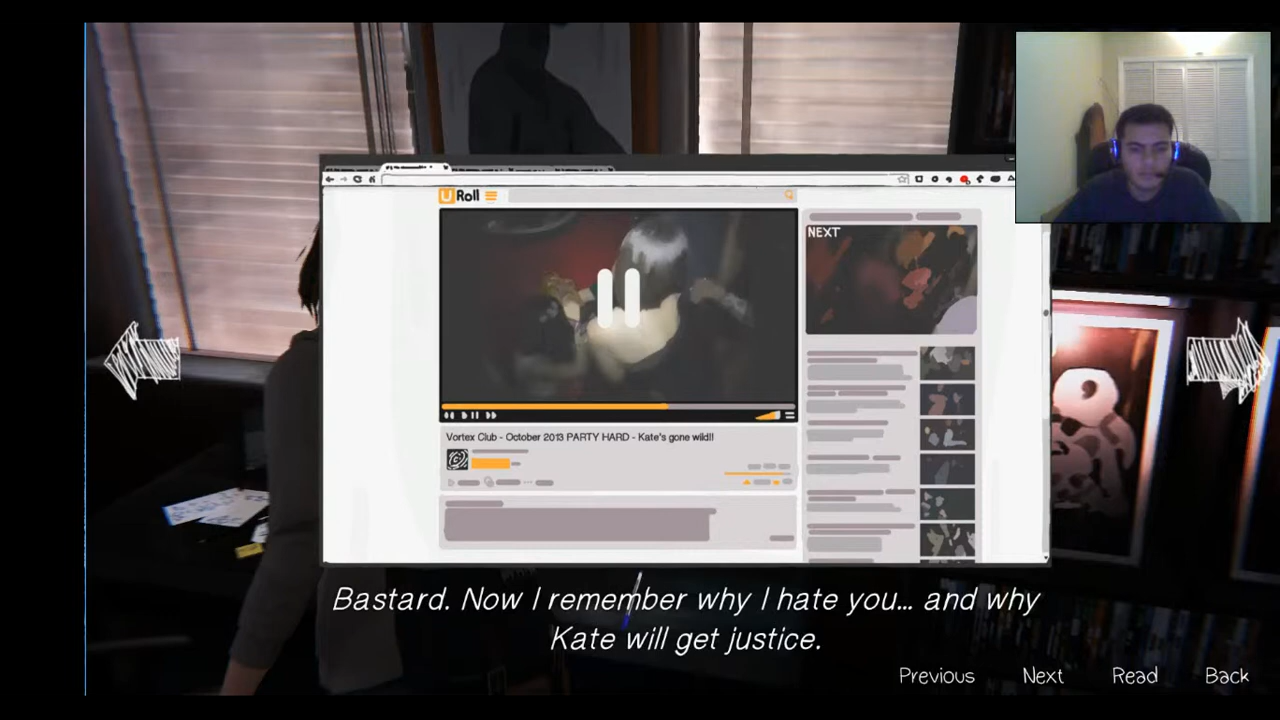 U Roll
NEXT
Vortex Club - October 2013 PARTY HARD - Kate's gone wild!!
Bastard. Now I remember why I hate you... and why
Kate will get justice.
Previous Next Read Back